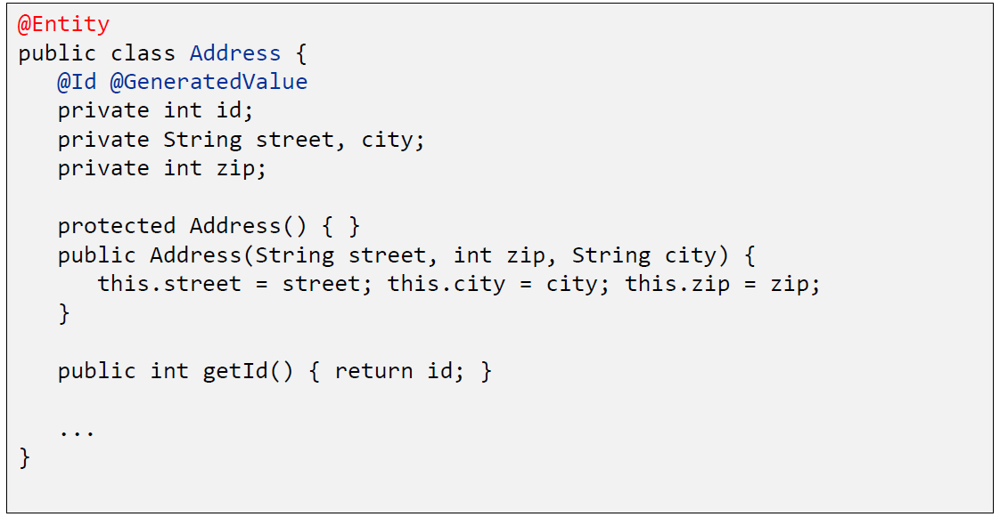 @Entity
public class Address {
   @Id @GeneratedValue
   private int id;
   private String street, city;
   private int zip;

   protected Address() { }
   public Address(String street, int zip, String city) {
      this.street = street; this.city = city; this.zip = zip;
   }

   public int getId() { return id; }

   ...
}